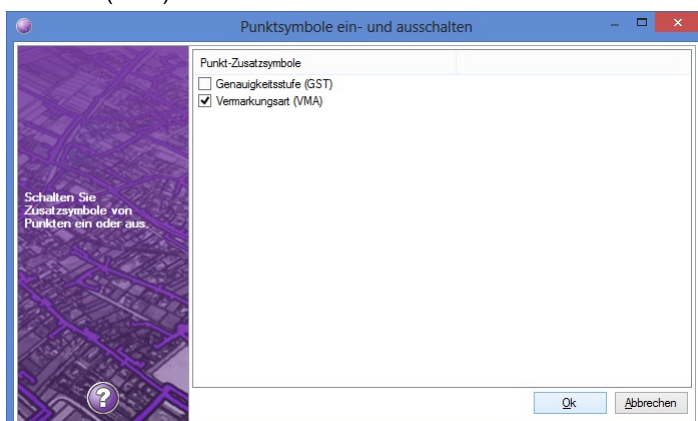 Punktsymbole ein- und ausschalten
Punkt-Zusatzsymbole
Genauigkeitsstufe (GST)
Vermarkungsart (VMA)
Schalten Sie
Zusatzsymbole von
Punkten ein oder aus.
?
Ok
Abbrechen